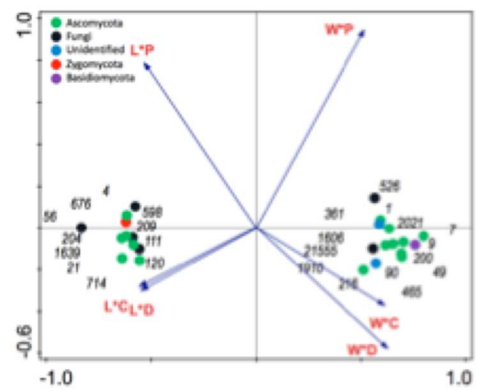 1.0
Ascomycota
Fungi
Unidentified
Zygomycota
Basidiomycota
W*P
L*P
526
4
676
598
361
1
56
209
2021
7
204
111
1606
9
1639
21555
200
21
120
1910
90
49
714
216
465
L*C L*D
W*C
W*D
-0.6
-1.0
1.0